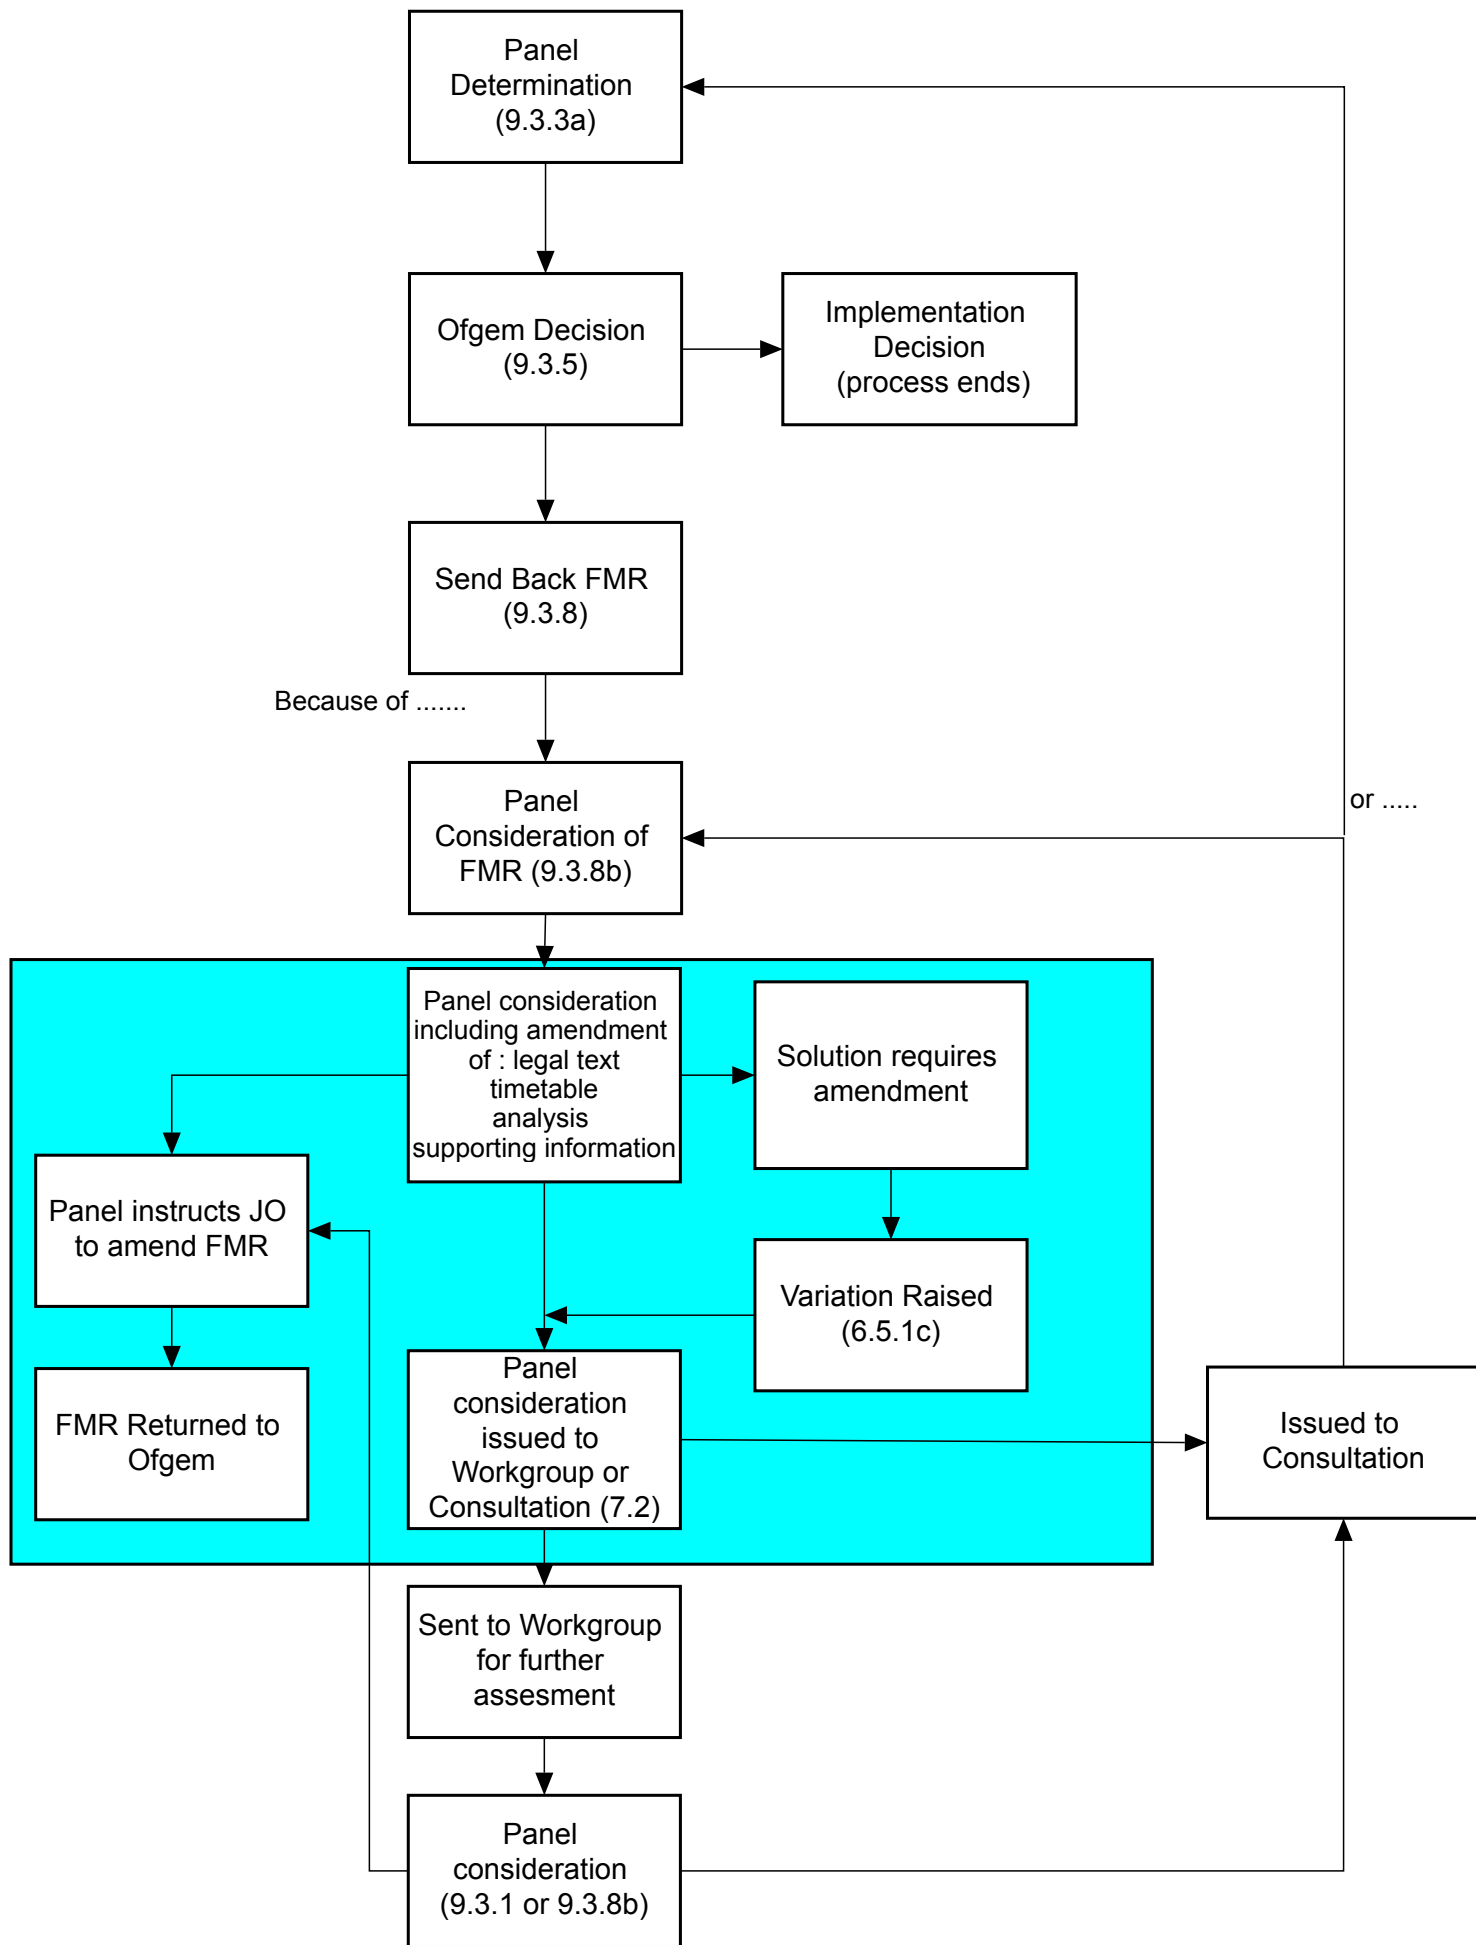 Panel
Determination
(9.3.3a)
Ofgem Decision
(9.3.5)
Implementation
Decision
(process ends)
Send Back FMR
(9.3.8)
Because of .......
Panel
Consideration of
FMR (9.3.8b)
or .....
Panel consideration
including amendment
of : legal text
timetable
analysis
supporting information
Solution requires
amendment
Panel instructs JO
to amend FMR
Variation Raised
(6.5.1c)
FMR Returned to
Ofgem
Panel
consideration
issued to
Workgroup or
Consultation (7.2)
Issued to
Consultation
Sent to Workgroup
for further
assesment
Panel
consideration
(9.3.1 or 9.3.8b)